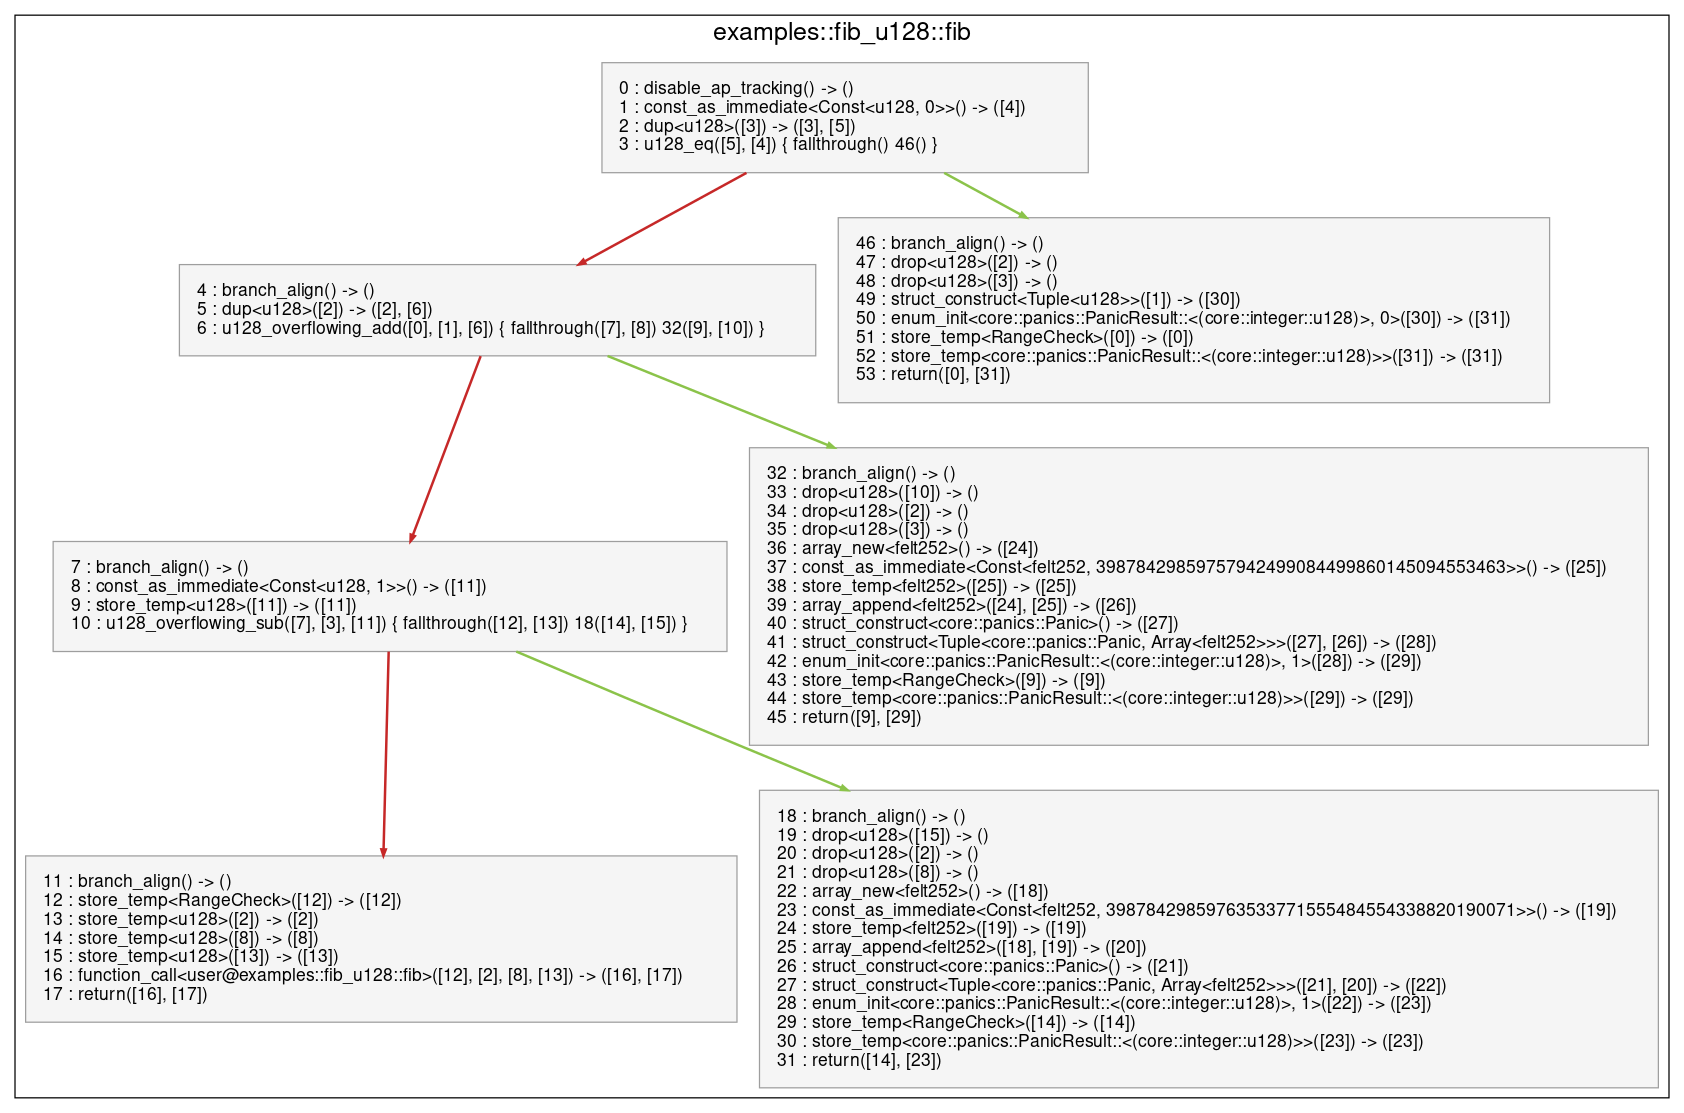 examples::fib_u128::fib
0 : disable_ap_tracking() -> ()
1 : const_as_immediate<Const<u128, 0>>() -> ([4])
2 : dup<u128>([3]) -> ([3], [5])
3 : u128_eq([5], [4]) { fallthrough() 46() }
46 : branch_align() -> ()
47 : drop<u128>([2]) -> ()
48 : drop<u128>([3]) -> ()
49 : struct_construct<Tuple<u128>>([1]) -> ([30])
50 : enum_init<core::panics::PanicResult::<(core::integer::u128)>, 0>([30]) -> ([31])
51 : store_temp<RangeCheck>([0]) -> ([0])
52 : store_temp<core::panics::PanicResult::<(core::integer::u128)>>([31]) -> ([31])
53 : return([0], [31])
4 : branch_align() -> ()
5 : dup<u128>([2]) -> ([2], [6])
6 : u128_overflowing_add([0], [1], [6]) { fallthrough([7], [8]) 32([9], [10]) }
32 : branch_align() -> ()
33 : drop<u128>([10]) -> ()
34 : drop<u128>([2]) -> ()
35 : drop<u128>([3]) -> ()
36 : array_new<felt252>() -> ([24])
37 : const_as_immediate<Const<felt252, 39878429859757942499084499860145094553463>>() -> ([25])
38 : store_temp<felt252>([25]) -> ([25])
39 : array_append<felt252>([24], [25]) -> ([26])
40 : struct_construct<core::panics::Panic>() -> ([27])
41 : struct_construct<Tuple<core::panics::Panic, Array<felt252>>>([27], [26]) -> ([28])
42 : enum_init<core::panics::PanicResult::<(core::integer::u128)>, 1>([28]) -> ([29])
43 : store_temp<RangeCheck>([9]) -> ([9])
44 : store_temp<core::panics::PanicResult::<(core::integer::u128)>>([29]) -> ([29])
45 : return([9], [29])
7 : branch_align() -> ()
8 : const_as_immediate<Const<u128, 1>>() -> ([11])
9 : store_temp<u128>([11]) -> ([11])
10 : u128_overflowing_sub([7], [3], [11]) { fallthrough([12], [13]) 18([14], [15]) }
18 : branch_align() -> ()
19 : drop<u128>([15]) -> ()
20 : drop<u128>([2]) -> ()
21 : drop<u128>([8]) -> ()
22 : array_new<felt252>() -> ([18])
23 : const_as_immediate<Const<felt252, 39878429859763533771555484554338820190071>>() -> ([19])
24 : store_temp<felt252>([19]) -> ([19])
25 : array_append<felt252>([18], [19]) -> ([20])
26 : struct_construct<core::panics::Panic>() -> ([21])
27 : struct_construct<Tuple<core::panics::Panic, Array<felt252>>>([21], [20]) -> ([22])
28 : enum_init<core::panics::PanicResult::<(core::integer::u128)>, 1>([22]) -> ([23])
29 : store_temp<RangeCheck>([14]) -> ([14])
30 : store_temp<core::panics::PanicResult::<(core::integer::u128)>>([23]) -> ([23])
31 : return([14], [23])
11 : branch_align() -> ()
12 : store_temp<RangeCheck>([12]) -> ([12])
13 : store_temp<u128>([2]) -> ([2])
14 : store_temp<u128>([8]) -> ([8])
15 : store_temp<u128>([13]) -> ([13])
16 : function_call<user@examples::fib_u128::fib>([12], [2], [8], [13]) -> ([16], [17])
17 : return([16], [17])